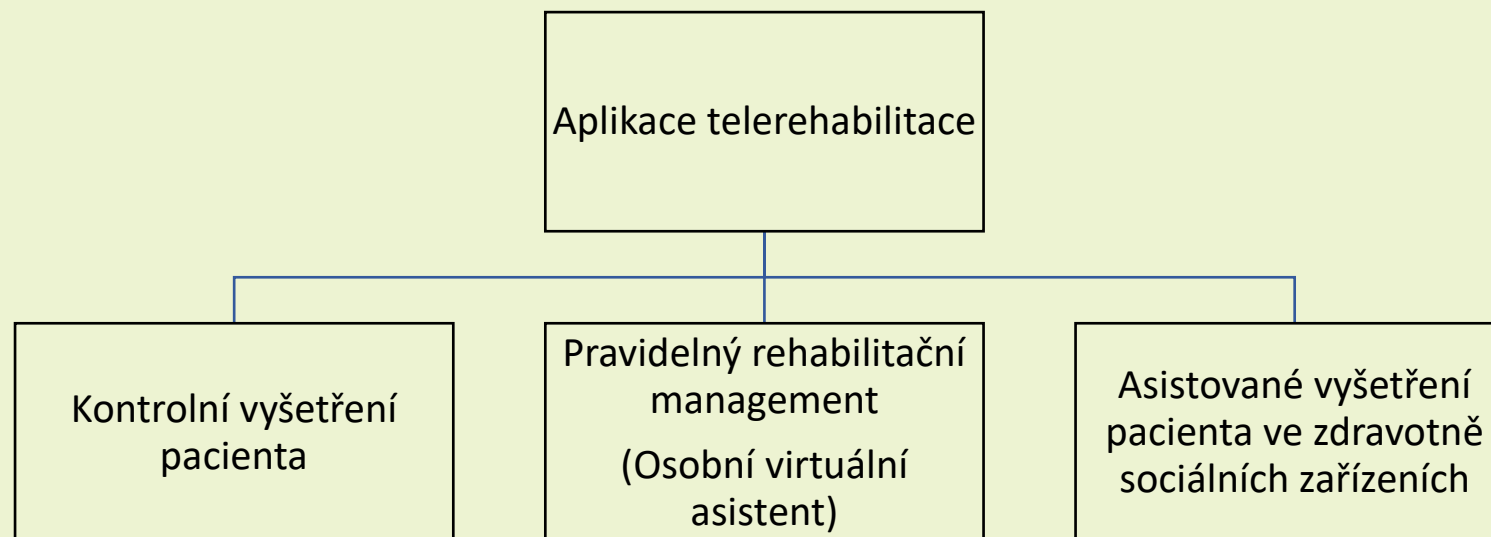 Aplikace telerehabilitace
Kontrolní vyšetření
pacienta
Pravidelný rehabilitační
management
(Osobní virtuální
asistent)
Asistované vyšetření
pacienta ve zdravotně
sociálních zařízeních